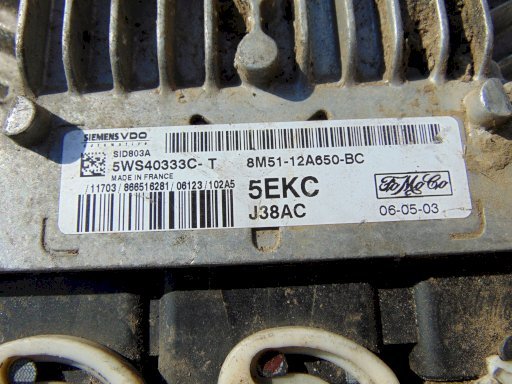 SIEMENS VDO
Automotive
SID803A
5WS40333C- T
8M51-12A650-BC
MADE IN FRANCE
/11703 / 866516281 / 06123 / 102A5
5EKC
J38AC
FoMoCo
06-05-03